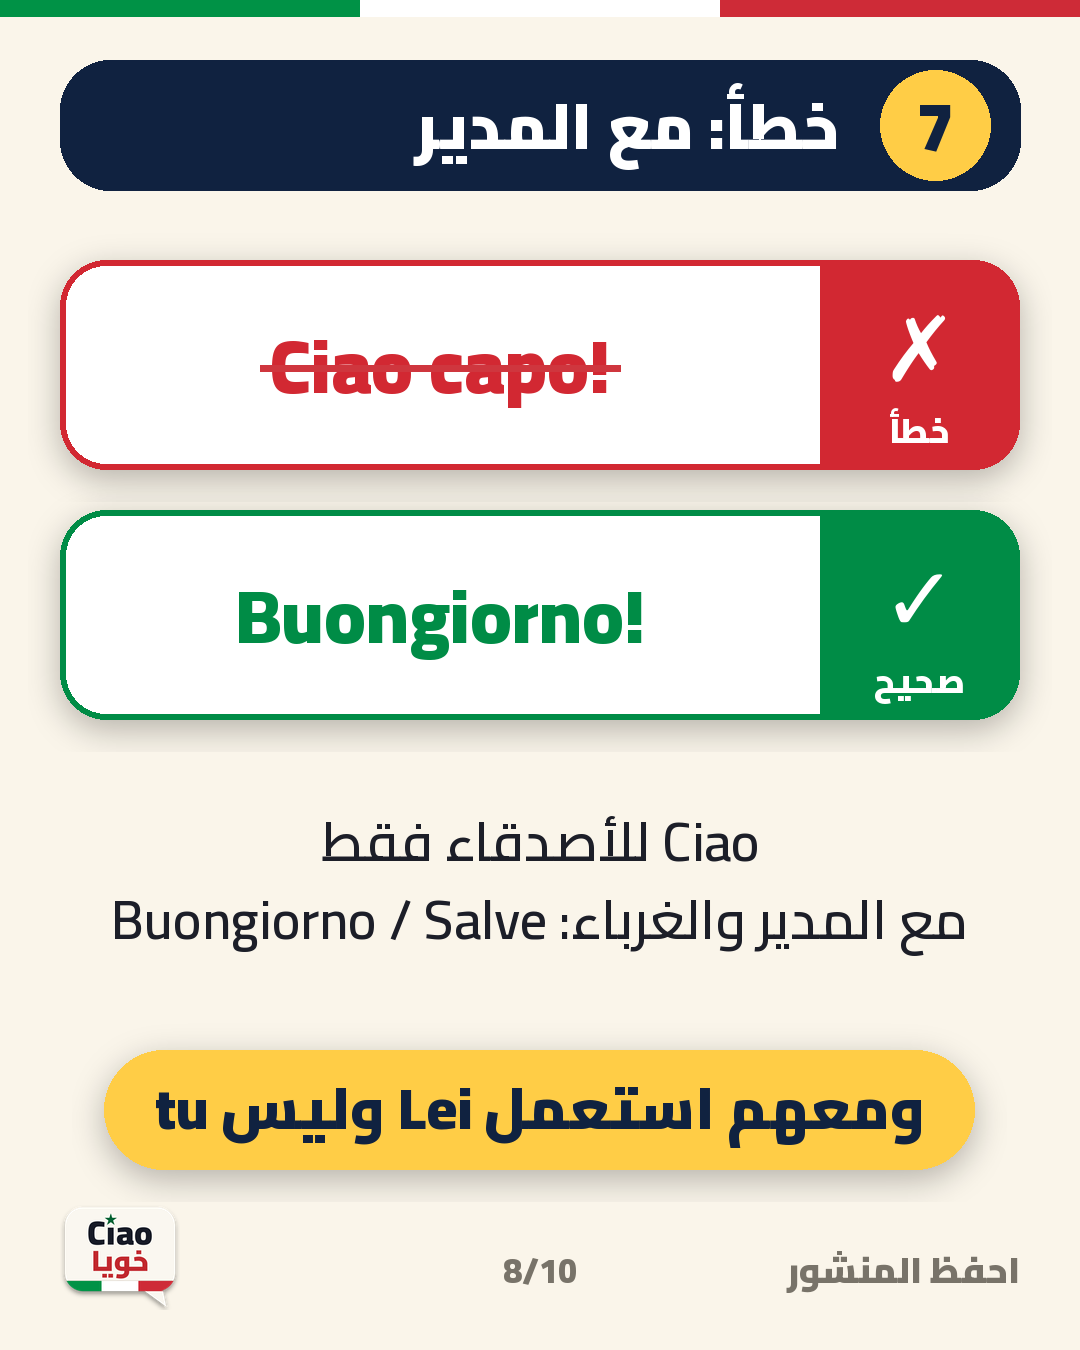 7
خطأ: مع المدير
✗
خطأ
Ciao capo!
✓
صحيح
Buongiorno!
Ciao للأصدقاء فقط
مع المدير والغرباء: Buongiorno / Salve
ومعهم استعمل Lei وليس tu
احفظ المنشور
8/10
Ciao
خويا